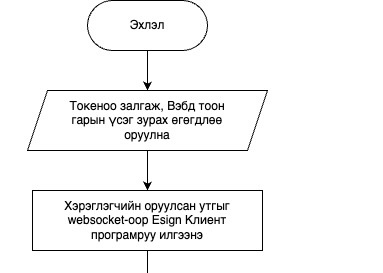 Эхлэл
Токеноо залгаж, Вэбд тоон
гарын үсэг зурах өгөгдлөө
оруулна
Хэрэглэгчийн оруулсан утгыг
websocket-оор Esign Клиент
програмруу илгээнэ